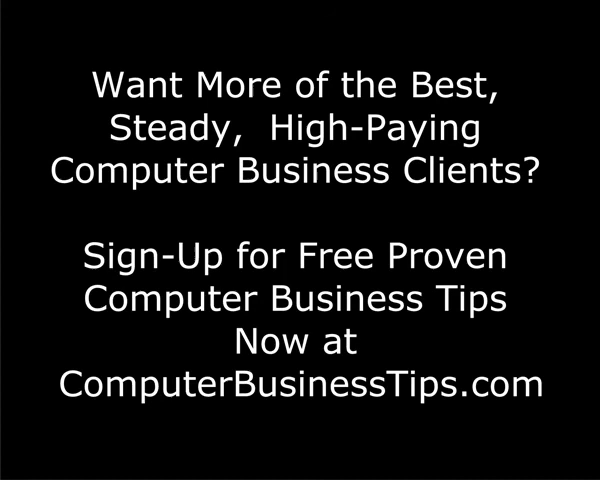 Want More of the Best,
Steady,  High-Paying
Computer Business Clients?
Sign-Up for Free Proven
Computer Business Tips
Now at
ComputerBusinessTips.com